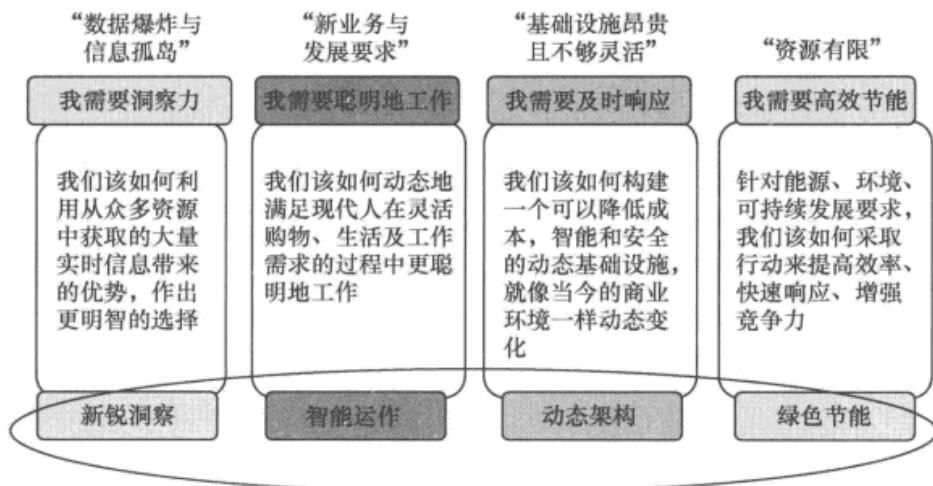 “数据爆炸与
信息孤岛”
我需要洞察力
我们该如何利
用从众多资源
中获取的大量
实时信息带来
的优势，作出
更明智的选择
新锐洞察
“新业务与
发展要求”
我需要聪明地工作
我们该如何动态地
满足现代人在灵活
购物、生活及工作
需求的过程中更聪
明地工作
智能运作
“基础设施昂贵
且不够灵活”
我需要及时响应
我们该如何构建
一个可以降低成
本，智能和安全
的动态基础设施，
就像当今的商业
环境一样动态变
化
动态架构
“资源有限”
我需要高效节能
针对能源、环境、
可持续发展要求，
我们该如何采取
行动来提高效率、
快速响应、增强
竞争力
绿色节能